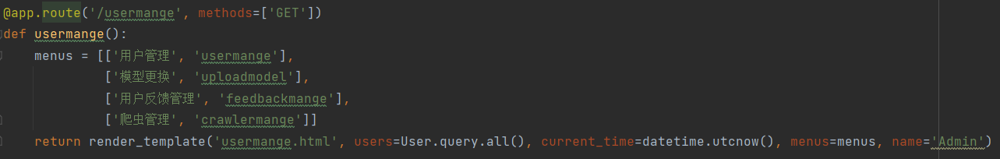 @app.route('/usermange', methods=['GET'])
def usermange():
    menus = [['用户管理', 'usermange'],
             ['模型更换', 'uploadmodel'],
             ['用户反馈管理', 'feedbackmange'],
             ['爬虫管理', 'crawlermange']]
    return render_template('usermange.html', users=User.query.all(), current_time=datetime.utcnow(), menus=menus, name='Admin')